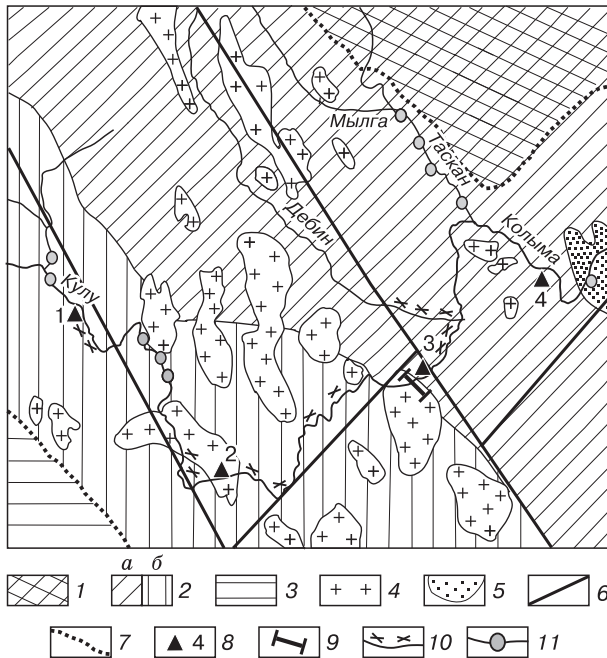 Мылга
Таскан
Дебин
Колыма
Кулу
1
4
3
2
а б
1 2 3 4 5 6
7 4 8 9 10 11